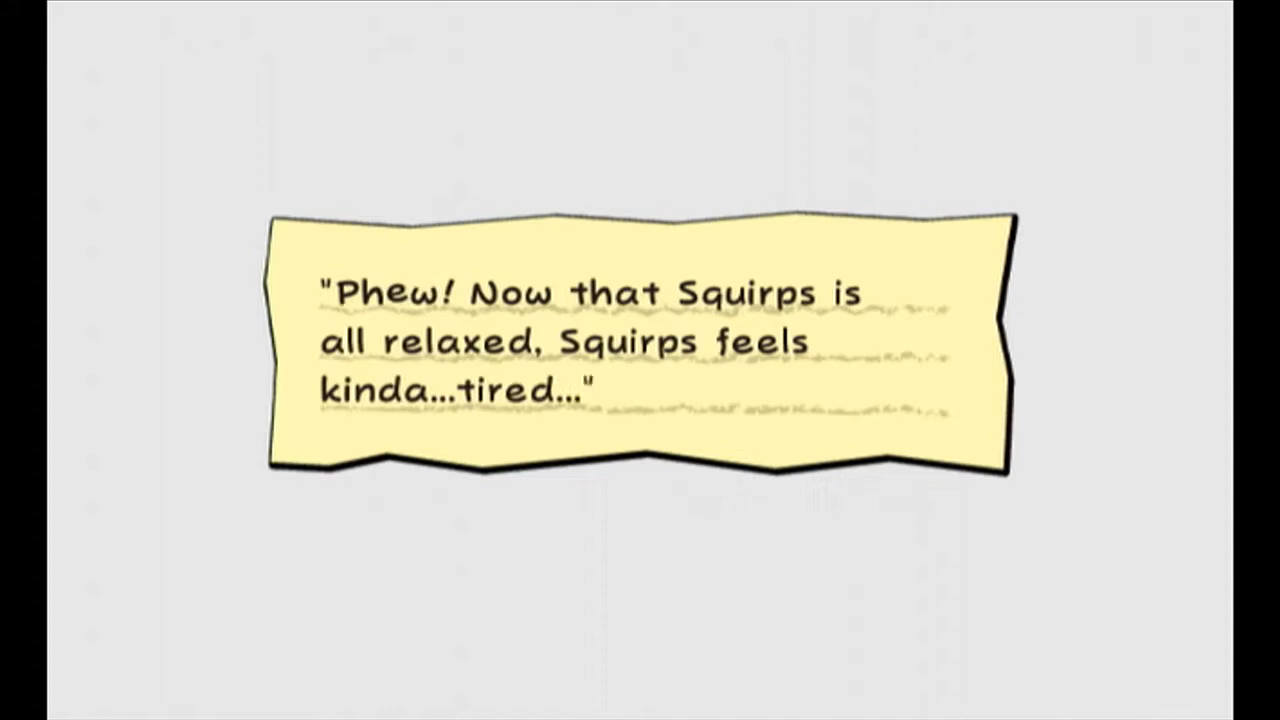 "Phew! Now that Squirps is
all relaxed, Squirps feels
kinda...tired..."